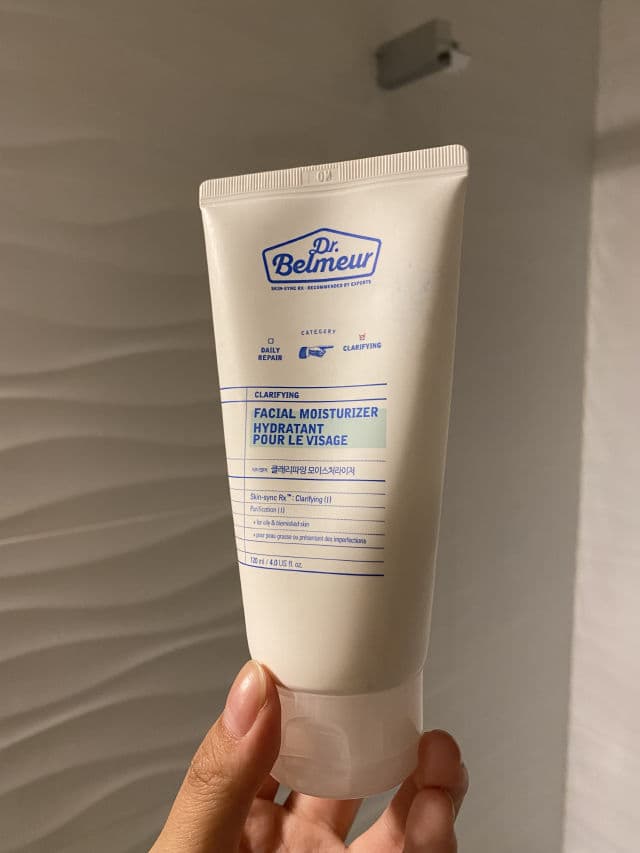 Dr.
Belmeur
SKIN-SYNC RX · RECOMMENDED BY EXPERTS
CATEGORY
DAILY
REPAIR
CLARIFYING
CLARIFYING
FACIAL MOISTURIZER
HYDRATANT
POUR LE VISAGE
클래리파잉 모이스처라이저
Skin-sync Rx™: Clarifying (I)
Purification (I)
• for oily & blemished skin
• pour peau grasse ou présentant des imperfections
120 ml / 4.0 US fl. oz.